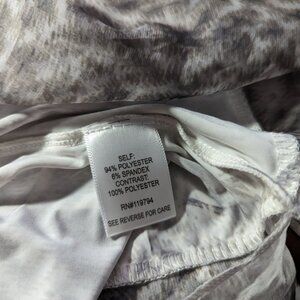 SELF:
94% POLYESTER
6% SPANDEX
CONTRAST:
100% POLYESTER
RN#119794
SEE REVERSE FOR CARE